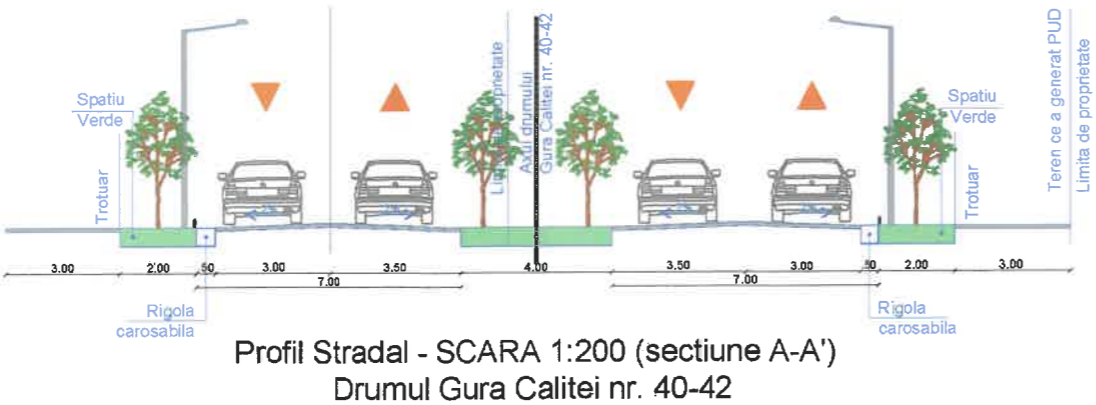 Spatiu
Verde
Trotuar
Limita de proprietate
Axul drumului
Gura Calitei nr. 40-42
Spatiu
Verde
Trotuar
Teren ce a generat PUD
Limita de proprietate
3.00 2.00 50 3.00 3.50 4.00 3.50 3.00 50 2.00 3.00
7.00 7.00
Rigola
carosabila
Rigola
carosabila
Profil Stradal - SCARA 1:200 (sectiune A-A')
Drumul Gura Calitei nr. 40-42